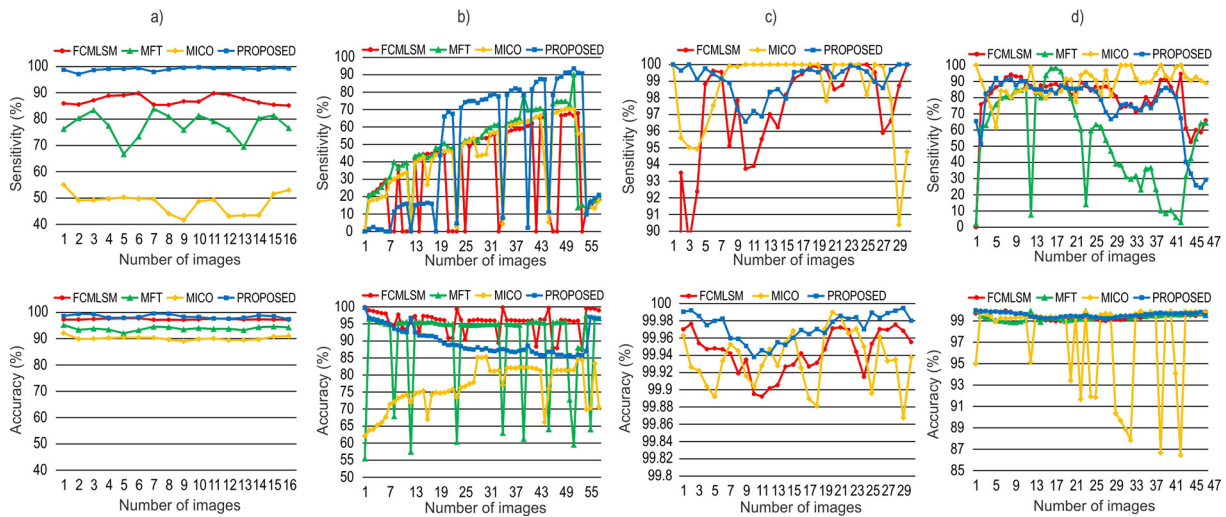 a)
FCMLSM MFT MICO PROPOSED
Sensitivity (%)
100
90
80
70
60
50
40
1 2 3 4 5 6 7 8 9 10 11 12 13 14 15 16
Number of images
b)
FCMLSM MFT MICO PROPOSED
Sensitivity (%)
100
90
80
70
60
50
40
30
20
10
0
1 7 13 19 25 31 37 43 49 55
Number of images
c)
FCMLSM MICO PROPOSED
Sensitivity (%)
100
99
98
97
96
95
94
93
92
91
90
1 3 5 7 9 11 13 15 17 19 21 23 25 27 29
Number of images
d)
FCMLSM MFT MICO PROPOSED
Sensitivity (%)
100
90
80
70
60
50
40
30
20
10
0
1 5 9 13 17 21 25 29 33 37 41 45 47
Number of images
FCMLSM MFT MICO PROPOSED
Accuracy (%)
100
90
80
70
60
50
40
1 2 3 4 5 6 7 8 9 10 11 12 13 14 15 16
Number of images
FCMLSM MFT MICO PROPOSED
Accuracy (%)
100
95
90
85
80
75
70
65
60
55
50
1 7 13 19 25 31 37 43 49 55
Number of images
FCMLSM MICO PROPOSED
Accuracy (%)
100
99.98
99.96
99.94
99.92
99.90
99.88
99.86
99.84
99.82
99.8
1 3 5 7 9 11 13 15 17 19 21 23 25 27 29
Number of images
FCMLSM MFT MICO PROPOSED
Accuracy (%)
99
97
95
93
91
89
87
85
1 5 9 13 17 21 25 29 33 37 41 45 47
Number of images